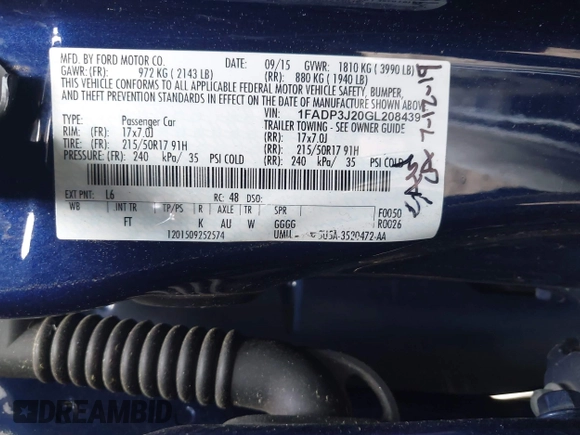 MFD. BY FORD MOTOR CO.
DATE: 09/15 GVWR: 1810 KG ( 3990 LB)
GAWR:(FR): 972 KG ( 2143 LB) (RR): 880 KG ( 1940 LB)
THIS VEHICLE CONFORMS TO ALL APPLICABLE FEDERAL MOTOR VEHICLE SAFETY, BUMPER,
AND THEFT PREVENTION STANDARDS IN EFFECT ON THE DATE OF MANUFACTURE SHOWN ABOVE
VIN: 1FADP3J20GL208439
TYPE: Passenger Car TRAILER TOWING - SEE OWNER GUIDE
RIM: (FR) 17x7.0J (RR): 17x7.0J
TIRE: (FR) 215/50R17 91H (RR): 215/50R17 91H
PRESSURE: (FR) 240 kPa/ 35 PSI COLD (RR): 240 kPa/ 35 PSI COLD
7-12-19
EXT PNT: L6 RC: 48 DSO:
WB INT TR TP/PS R AXLE TR SPR F0050
FT K AU W GGGG R0026
1201509252574
3520472-AA
DREAMBID